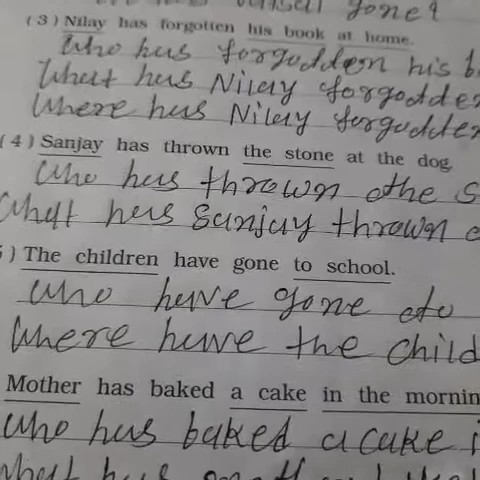 gone?
(3) Nilay has forgotten his book at home.
Who has forgodden his b
What has Nilay forgodden
Where has Nilay forgodden
(4) Sanjay has thrown the stone at the dog
Who has thrown the s
What has Sanjay thrown
) The children have gone to school.
Who have gone to
Where have the child
Mother has baked a cake in the mornin
Who has baked a cake i
What has